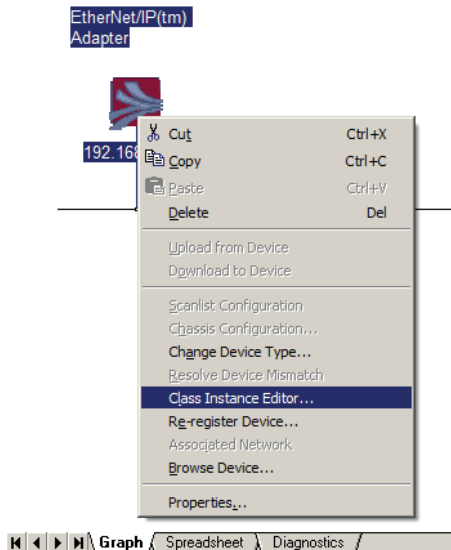 EtherNet/IP(tm)
Adapter
192.168
Cut Ctrl+X
Copy Ctrl+C
Paste Ctrl+V
Delete Del
Upload from Device
Download to Device
Scanlist Configuration
Chassis Configuration...
Change Device Type...
Resolve Device Mismatch
Class Instance Editor...
Re-register Device...
Associated Network
Browse Device...
Properties...
Graph Spreadsheet Diagnostics